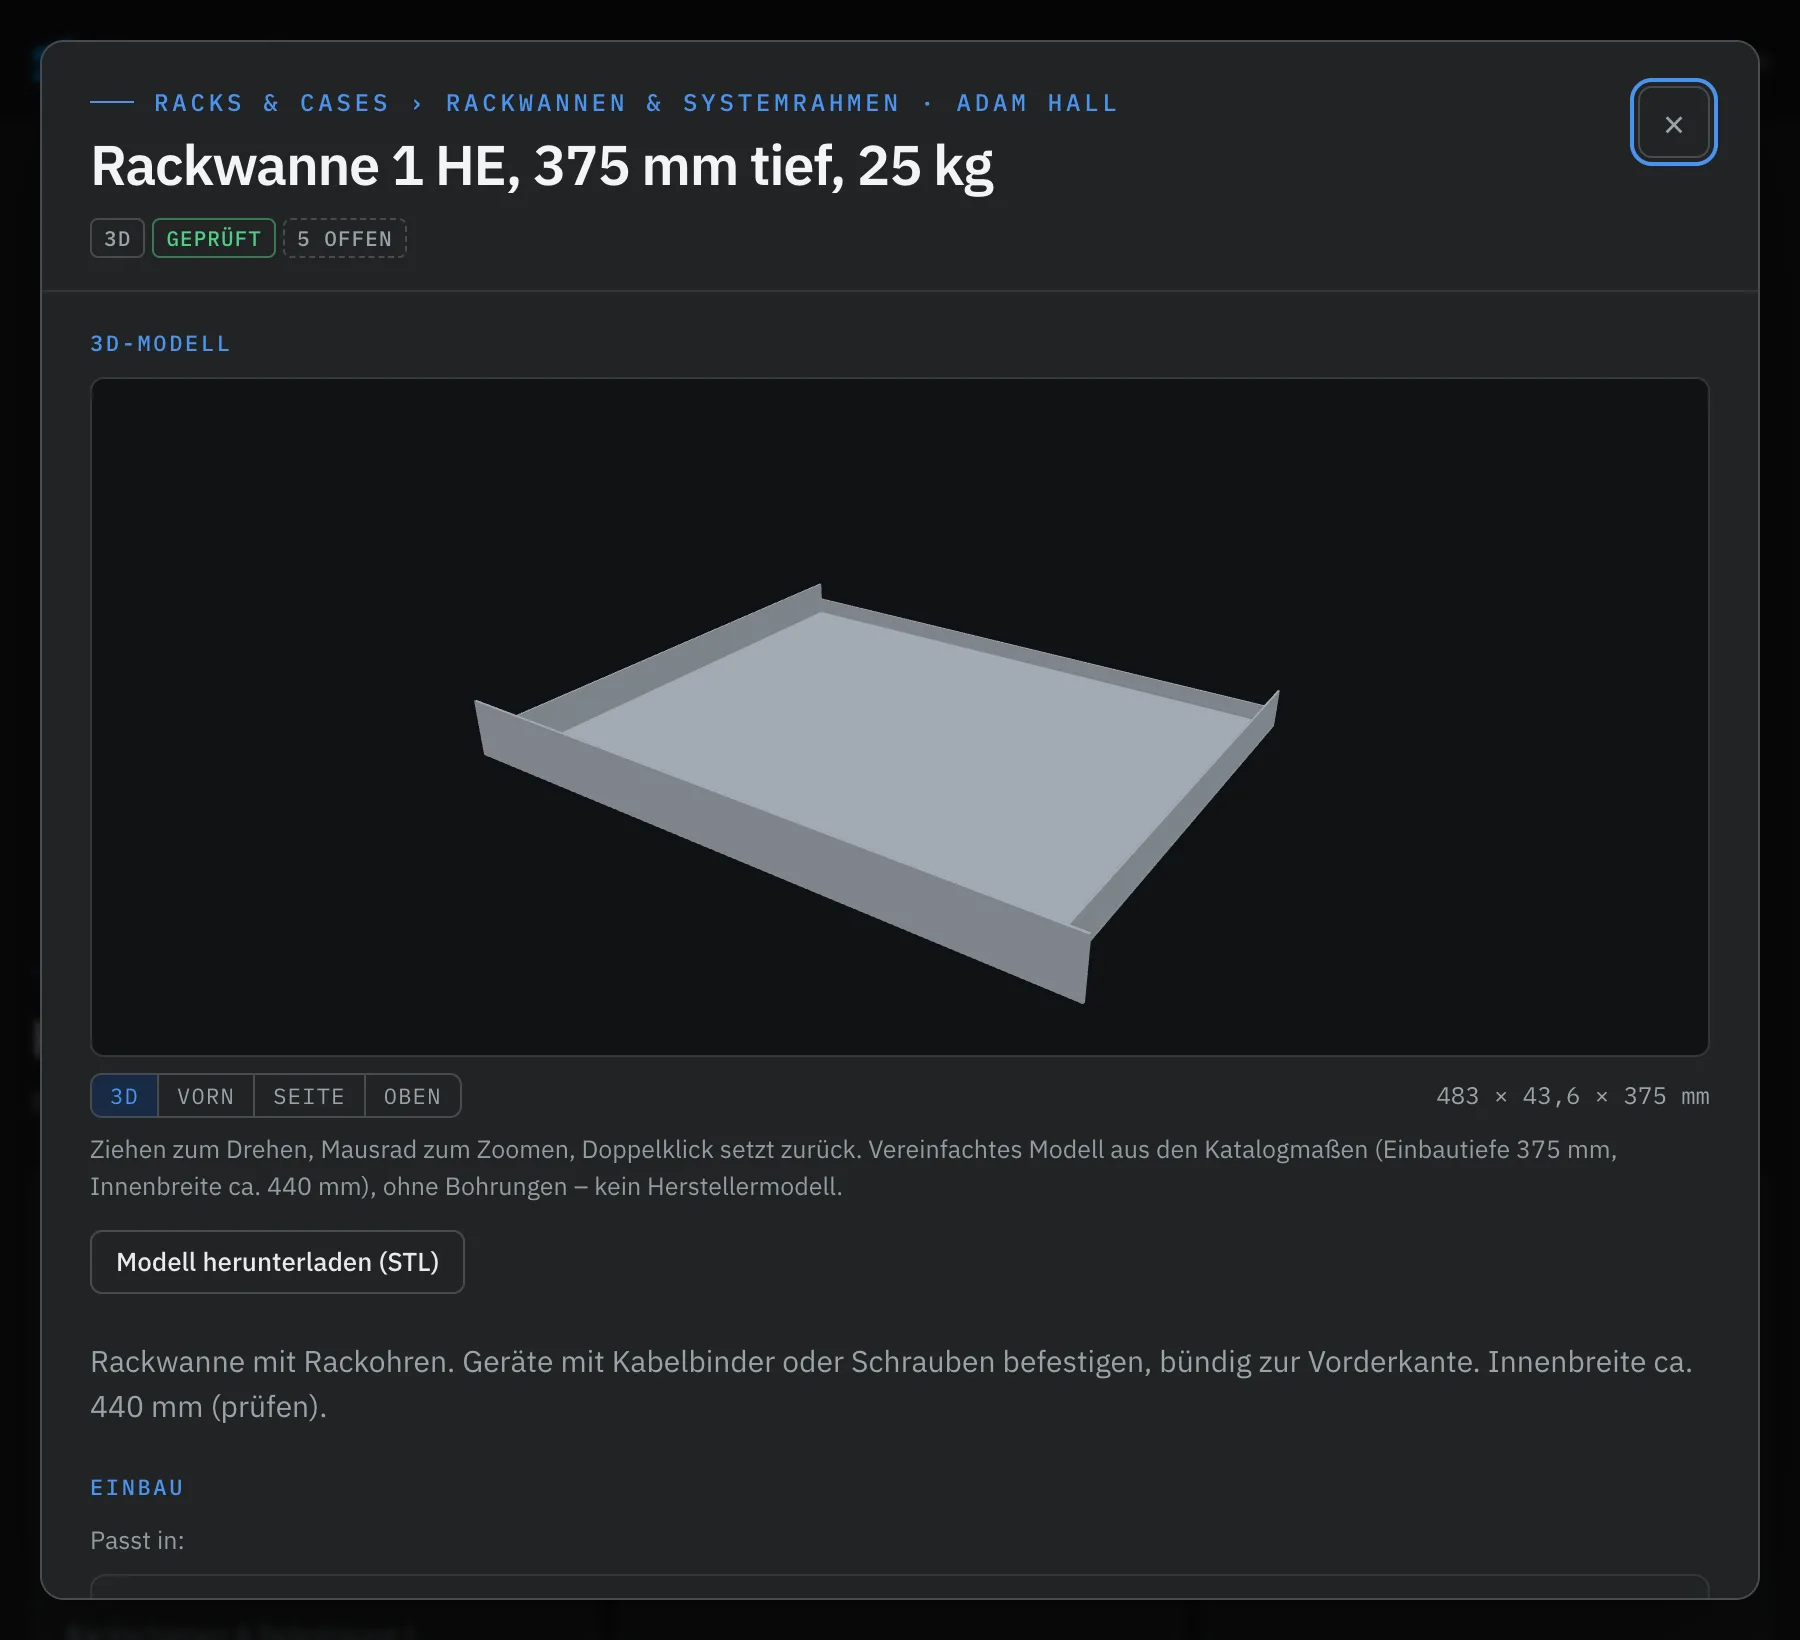 RACKS & CASES › RACKWANNEN & SYSTEMRAHMEN · ADAM HALL
×
Rackwanne 1 HE, 375 mm tief, 25 kg
3D GEPRÜFT 5 OFFEN
3D-MODELL
3D VORN SEITE OBEN 483 × 43,6 × 375 mm
Ziehen zum Drehen, Mausrad zum Zoomen, Doppelklick setzt zurück. Vereinfachtes Modell aus den Katalogmaßen (Einbautiefe 375 mm,
Innenbreite ca. 440 mm), ohne Bohrungen – kein Herstellermodell.
Modell herunterladen (STL)
Rackwanne mit Rackohren. Geräte mit Kabelbinder oder Schrauben befestigen, bündig zur Vorderkante. Innenbreite ca.
440 mm (prüfen).
EINBAU
Passt in: